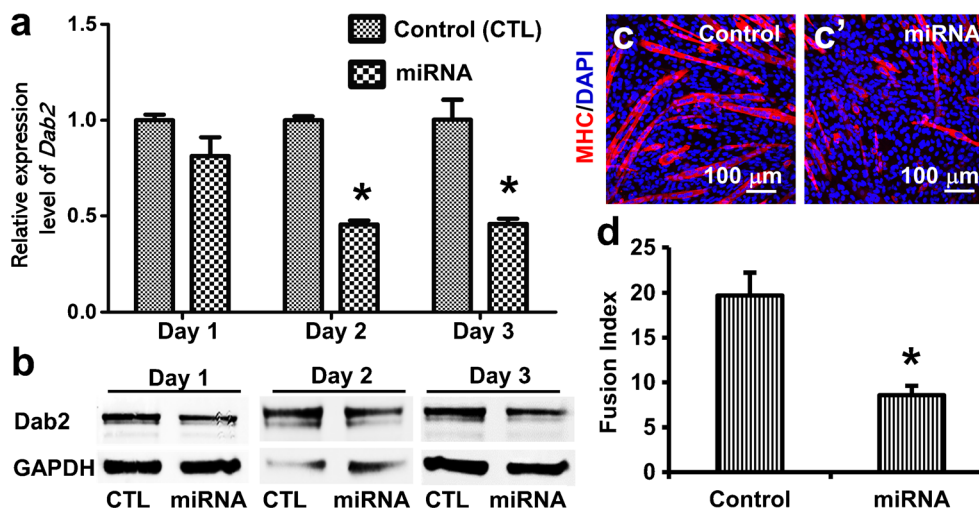 a
Relative expression
level of Dab2
1.5
1.0
0.5
0.0
Control (CTL)
miRNA
*
*
Day 1
Day 2
Day 3
b
Day 1
Day 2
Day 3
Dab2
GAPDH
CTL miRNA
CTL miRNA
CTL miRNA
c
Control
MHC/DAPI
100 μm
c'
miRNA
100 μm
d
Fusion Index
25
20
15
10
5
0
*
Control
miRNA